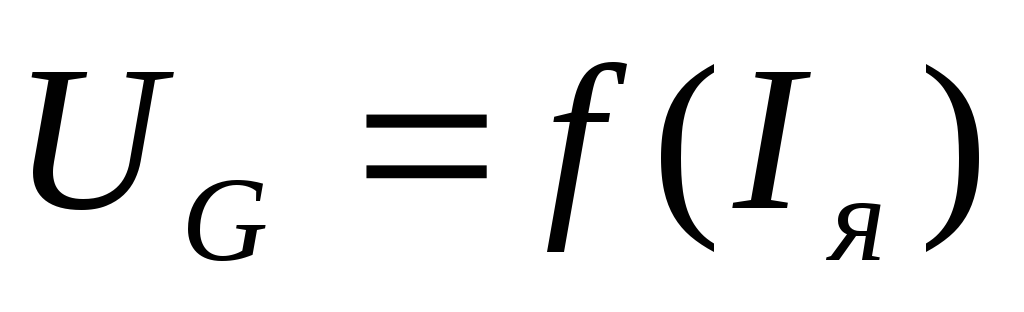 U_G = f(I_я)